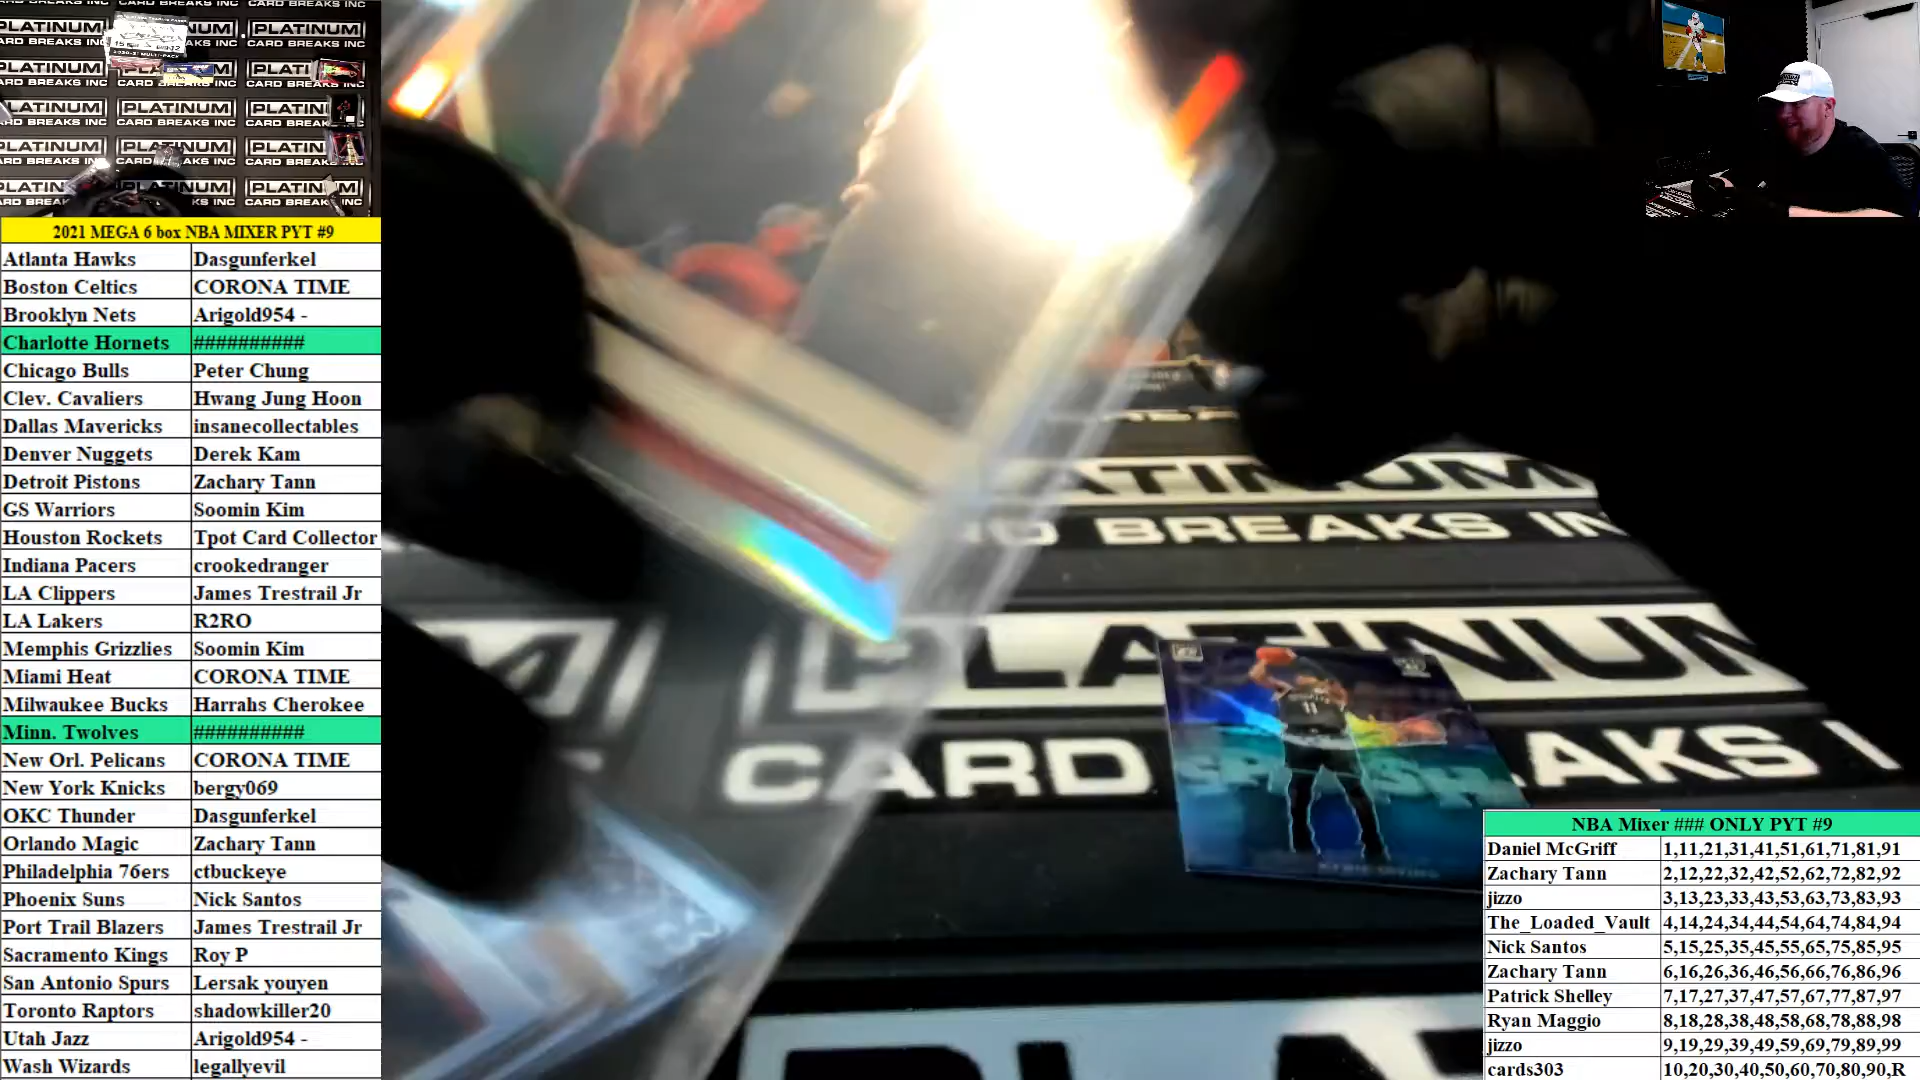 2021 MEGA 6 box NBA MIXER PYT #9
Atlanta Hawks Dasgunferkel
Boston Celtics CORONA TIME
Brooklyn Nets Arigold954 -
Charlotte Hornets ##########
Chicago Bulls Peter Chung
Clev. Cavaliers Hwang Jung Hoon
Dallas Mavericks insanecollectables
Denver Nuggets Derek Kam
Detroit Pistons Zachary Tann
GS Warriors Soomin Kim
Houston Rockets Tpot Card Collector
Indiana Pacers crookedranger
LA Clippers James Trestrail Jr
LA Lakers R2RO
Memphis Grizzlies Soomin Kim
Miami Heat CORONA TIME
Milwaukee Bucks Harrahs Cherokee
Minn. Twolves ##########
New Orl. Pelicans CORONA TIME
New York Knicks bergy069
OKC Thunder Dasgunferkel
Orlando Magic Zachary Tann
Philadelphia 76ers ctbuckeye
Phoenix Suns Nick Santos
Port Trail Blazers James Trestrail Jr
Sacramento Kings Roy P
San Antonio Spurs Lersak youyen
Toronto Raptors shadowkiller20
Utah Jazz Arigold954 -
Wash Wizards legallyevil
PLATINUM
CARD BREAKS INC
PLATINUM
CARD BREAKS I
SPLASH
11
NBA Mixer ### ONLY PYT #9
Daniel McGriff 1,11,21,31,41,51,61,71,81,91
Zachary Tann 2,12,22,32,42,52,62,72,82,92
jizzo 3,13,23,33,43,53,63,73,83,93
The_Loaded_Vault 4,14,24,34,44,54,64,74,84,94
Nick Santos 5,15,25,35,45,55,65,75,85,95
Zachary Tann 6,16,26,36,46,56,66,76,86,96
Patrick Shelley 7,17,27,37,47,57,67,77,87,97
Ryan Maggio 8,18,28,38,48,58,68,78,88,98
jizzo 9,19,29,39,49,59,69,79,89,99
cards303 10,20,30,40,50,60,70,80,90,R